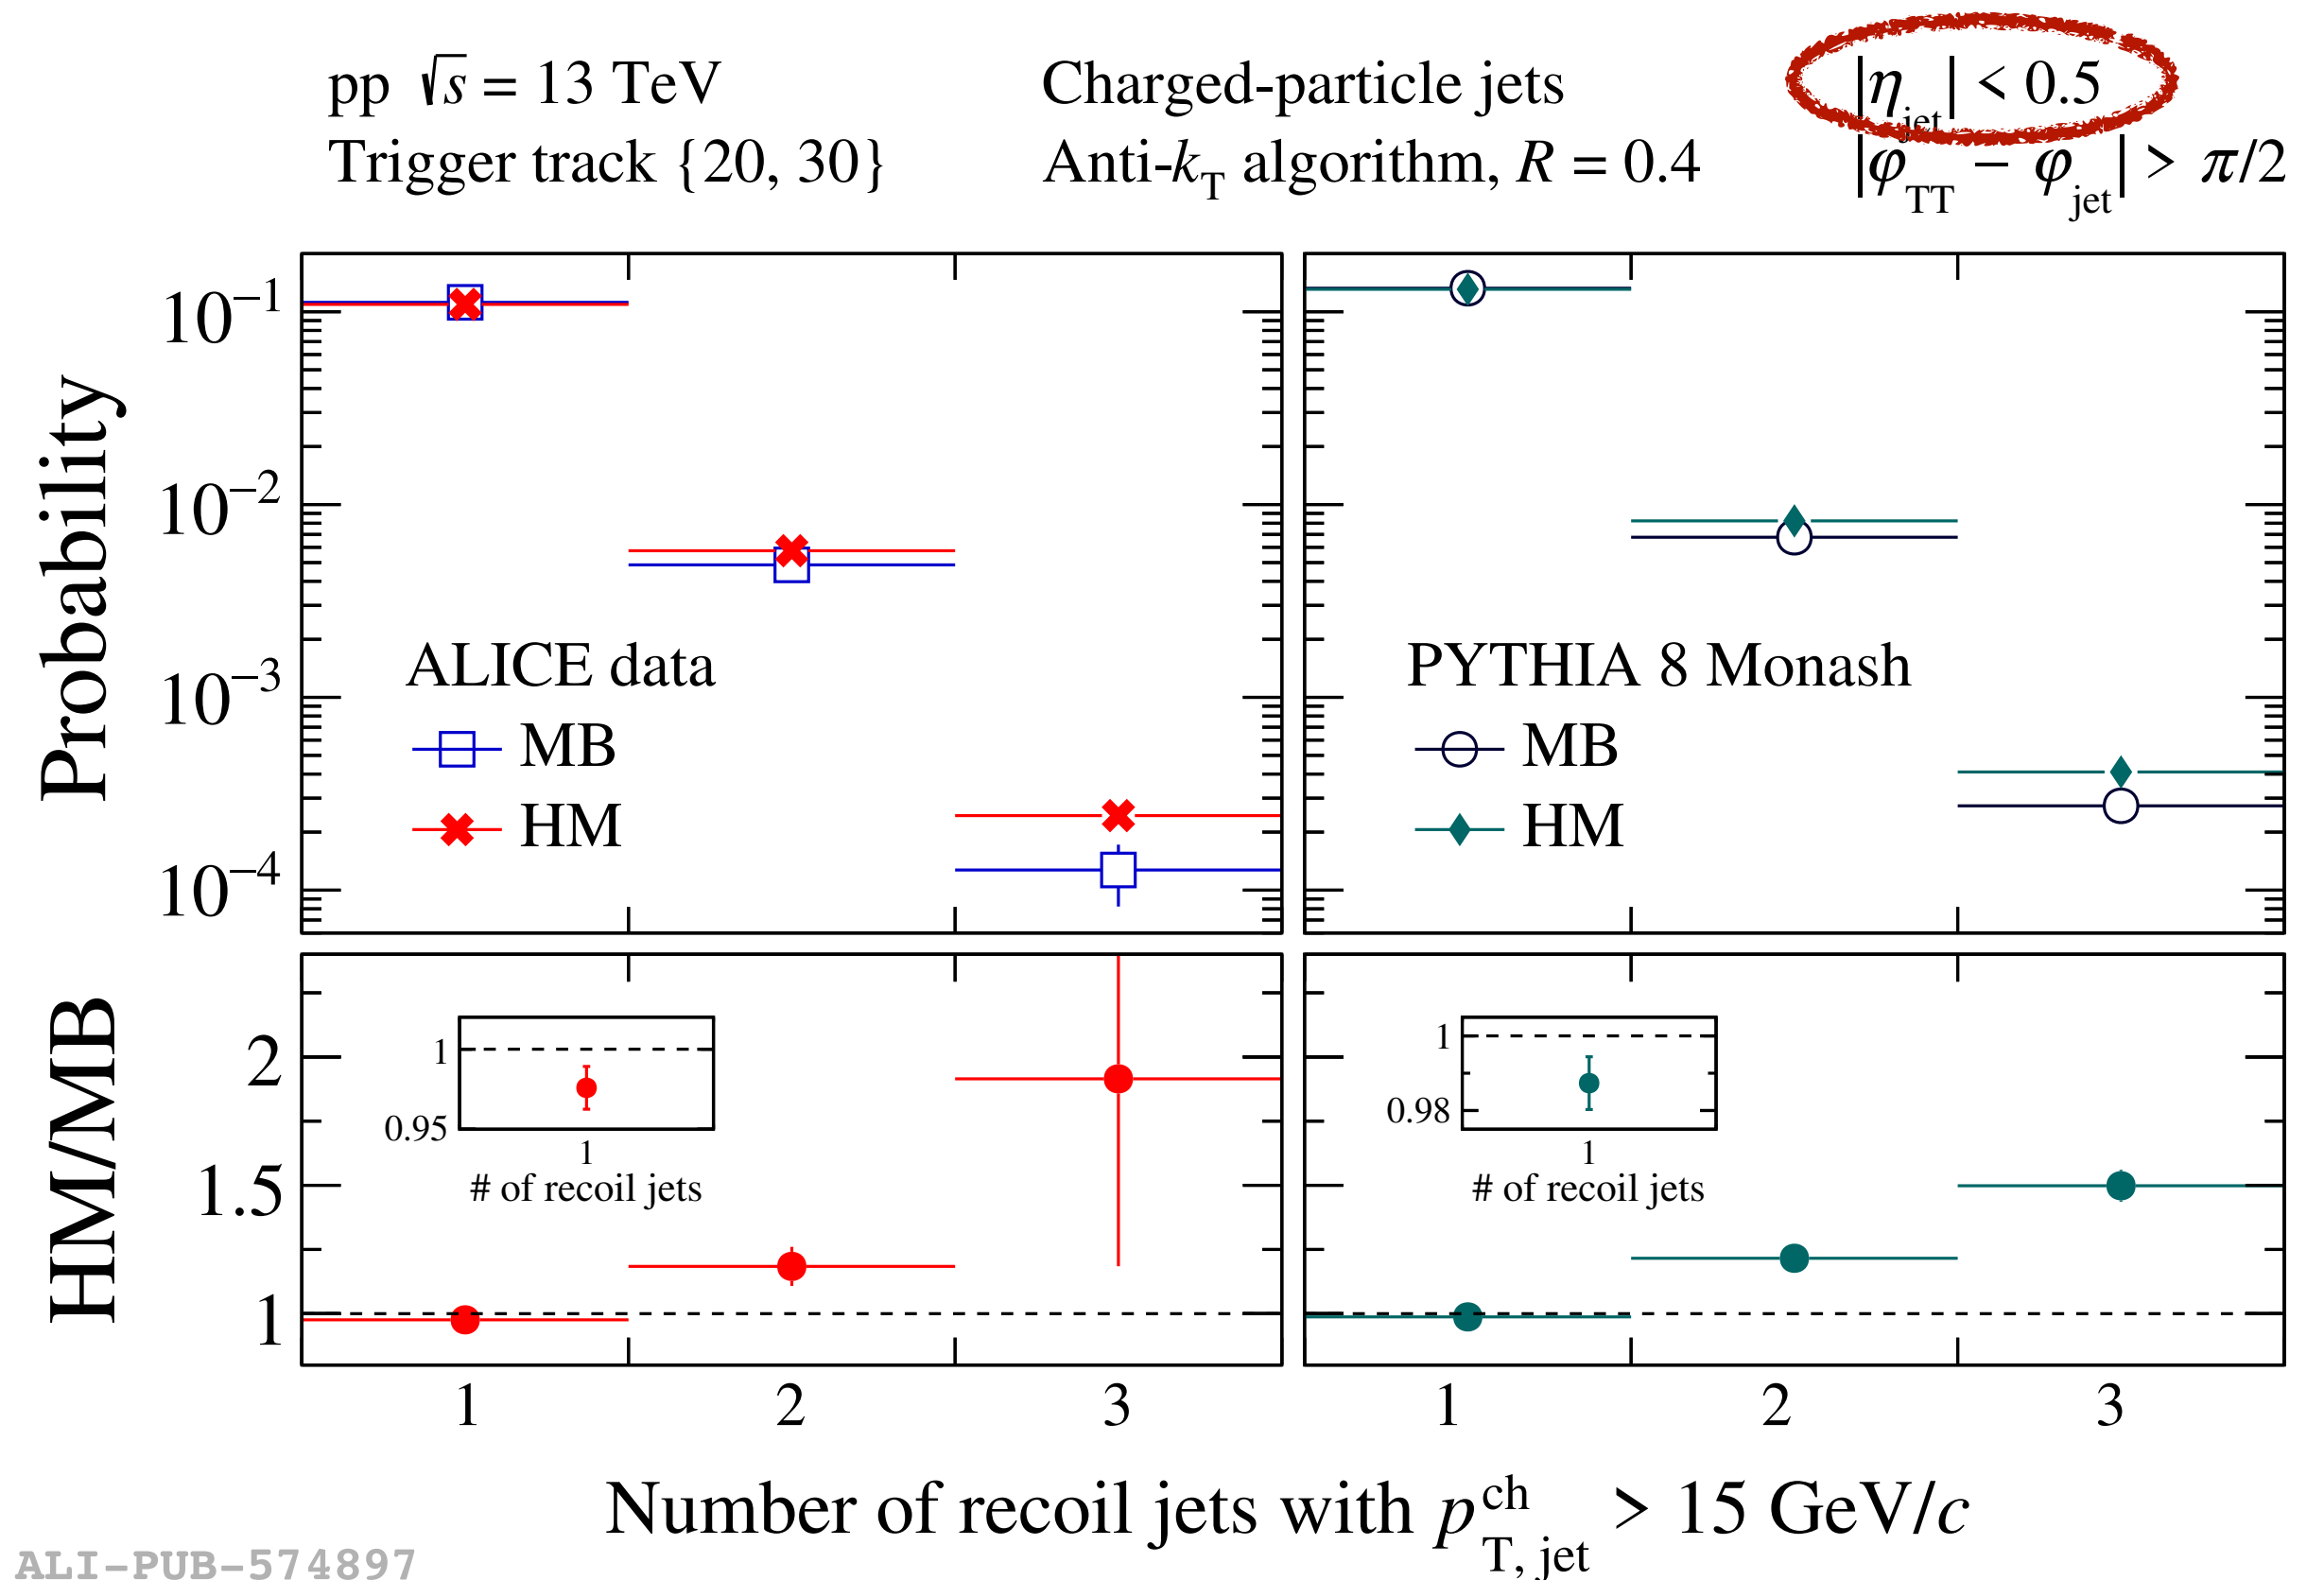 pp √s = 13 TeV
Trigger track {20, 30}
Charged-particle jets
Anti-kT algorithm, R = 0.4
|ηjet| < 0.5
|φTT − φjet| > π/2
Probability
10−1
10−2
10−3
10−4
ALICE data
MB
HM
PYTHIA 8 Monash
MB
HM
HM/MB
2
1.5
1
1
0.95
1
# of recoil jets
1
0.98
1
# of recoil jets
1 2 3
1 2 3
Number of recoil jets with p ch T, jet > 15 GeV/c
ALI-PUB-574897